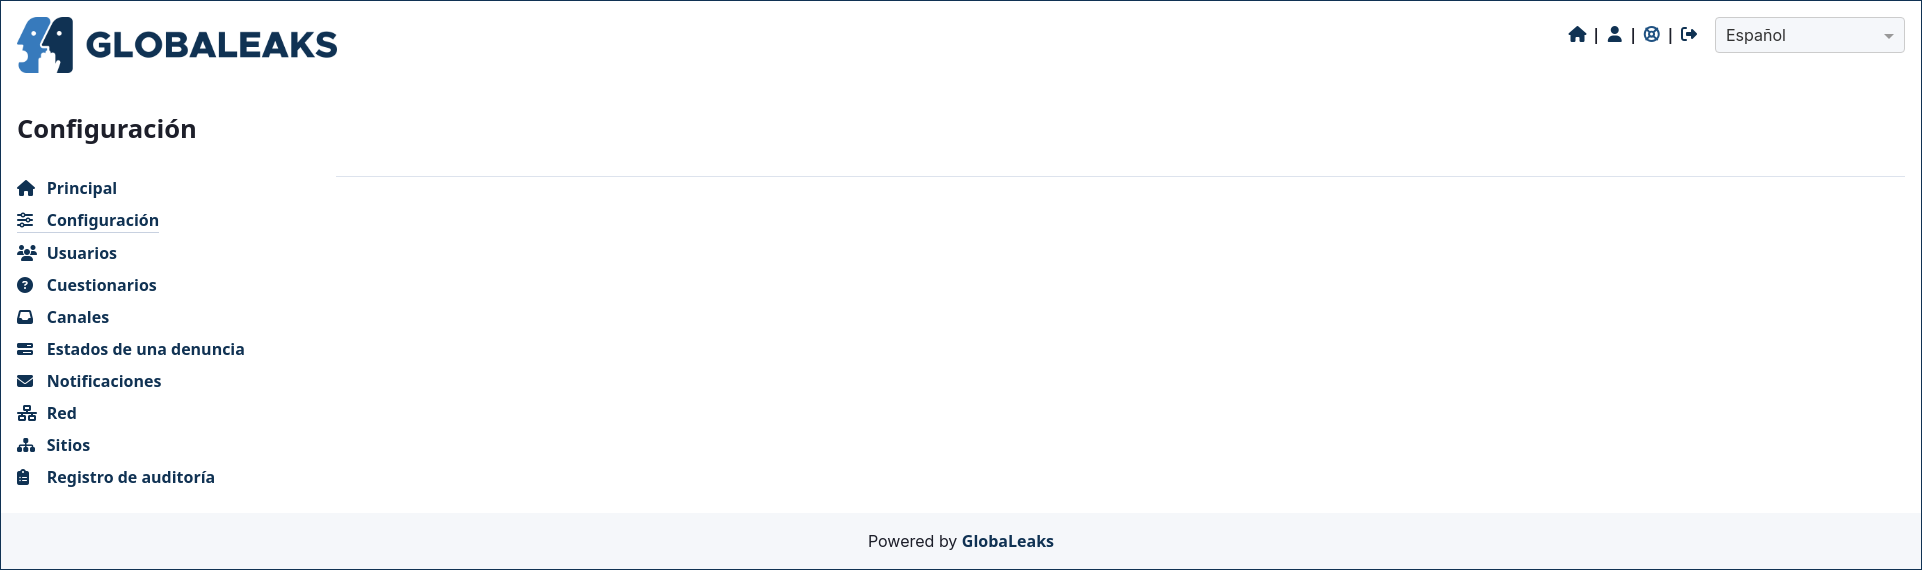 GLOBALEAKS
| | | Español
Configuración
Principal
Configuración
Usuarios
Cuestionarios
Canales
Estados de una denuncia
Notificaciones
Red
Sitios
Registro de auditoría
Powered by GlobaLeaks